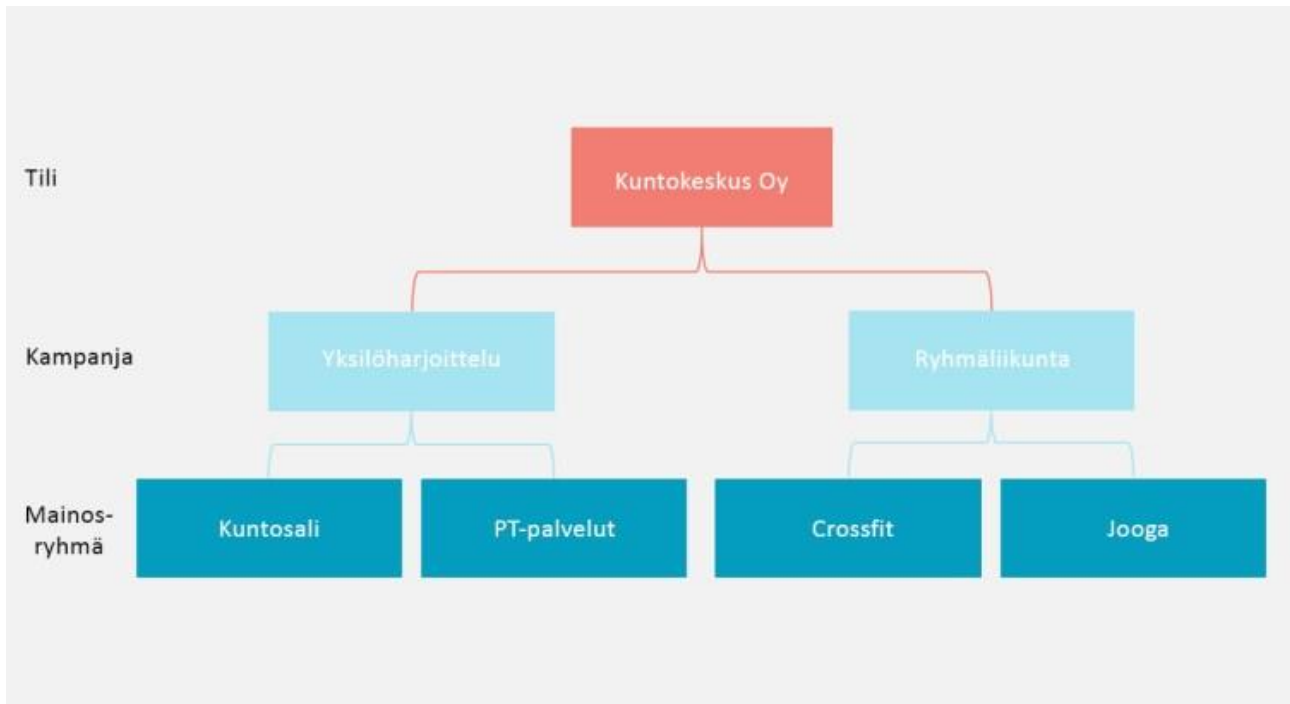 Tili
Kuntokeskus Oy
Kampanja
Yksilöharjoittelu
Ryhmäliikunta
Mainos-
ryhmä
Kuntosali
PT-palvelut
Crossfit
Jooga